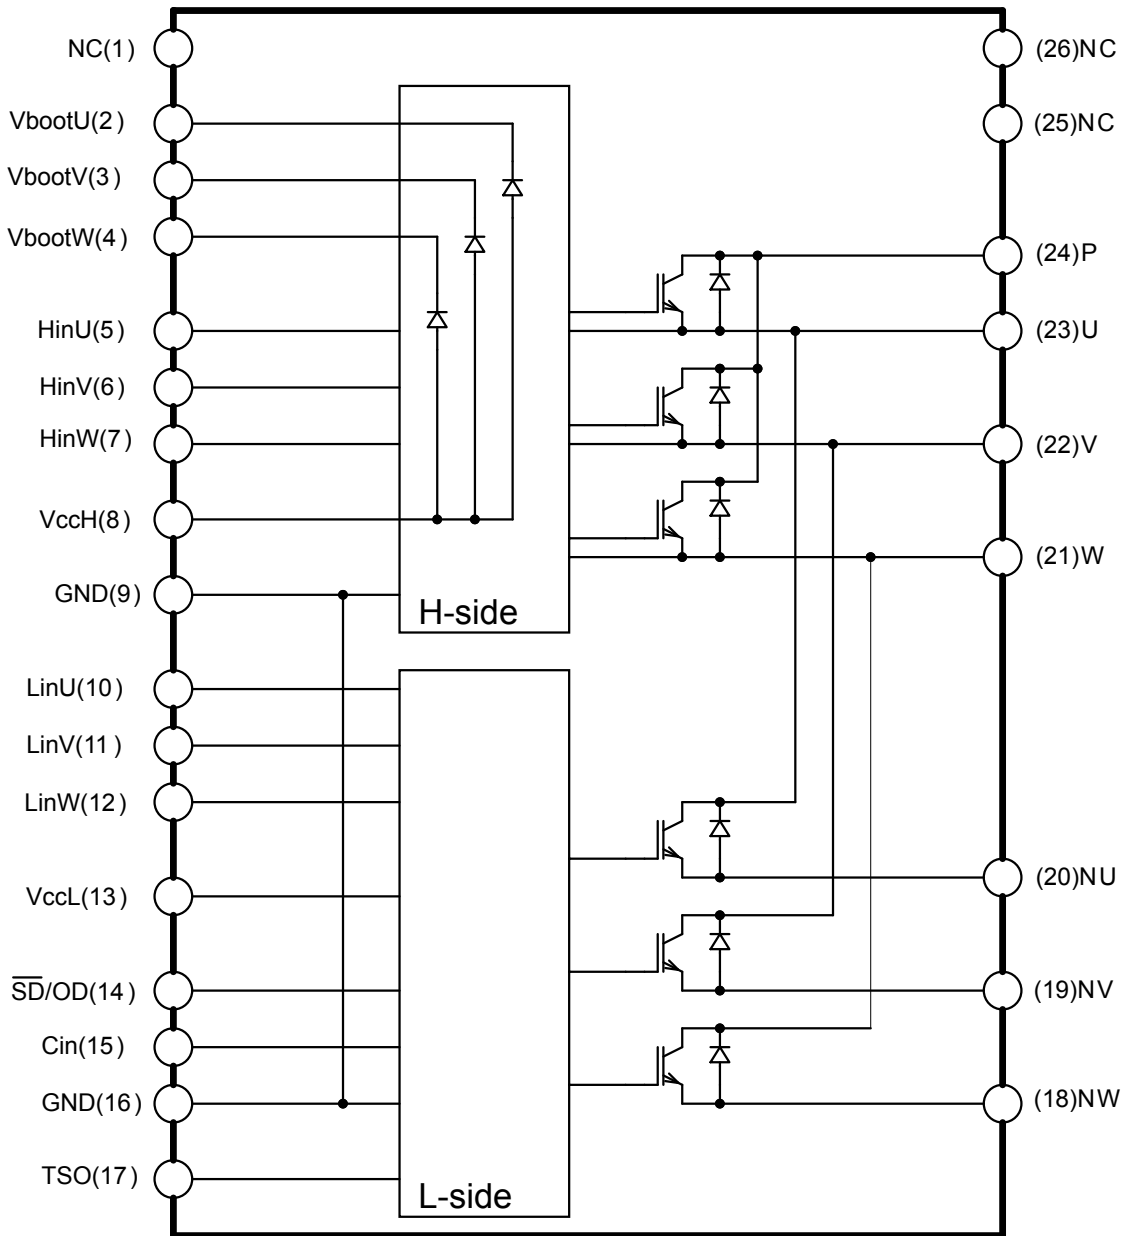 NC(1)
VbootU(2)
VbootV(3)
VbootW(4)
HinU(5)
HinV(6)
HinW(7)
VccH(8)
GND(9)
LinU(10)
LinV(11)
LinW(12)
VccL(13)
S̅D̅/OD(14)
Cin(15)
GND(16)
TSO(17)
H-side
L-side
(26)NC
(25)NC
(24)P
(23)U
(22)V
(21)W
(20)NU
(19)NV
(18)NW